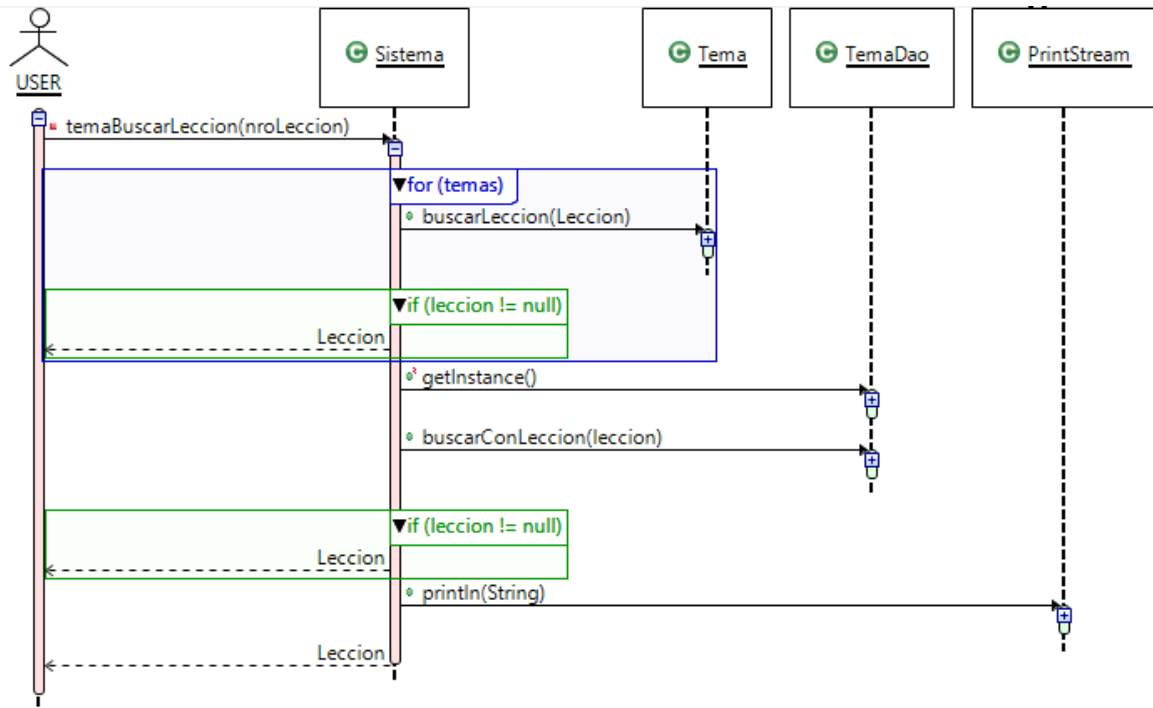 USER
Sistema
Tema
TemaDao
PrintStream
temaBuscarLeccion(nroLeccion)
for (temas)
buscarLeccion(Leccion)
if (leccion != null)
Leccion
getInstance()
buscarConLeccion(leccion)
if (leccion != null)
Leccion
println(String)
Leccion